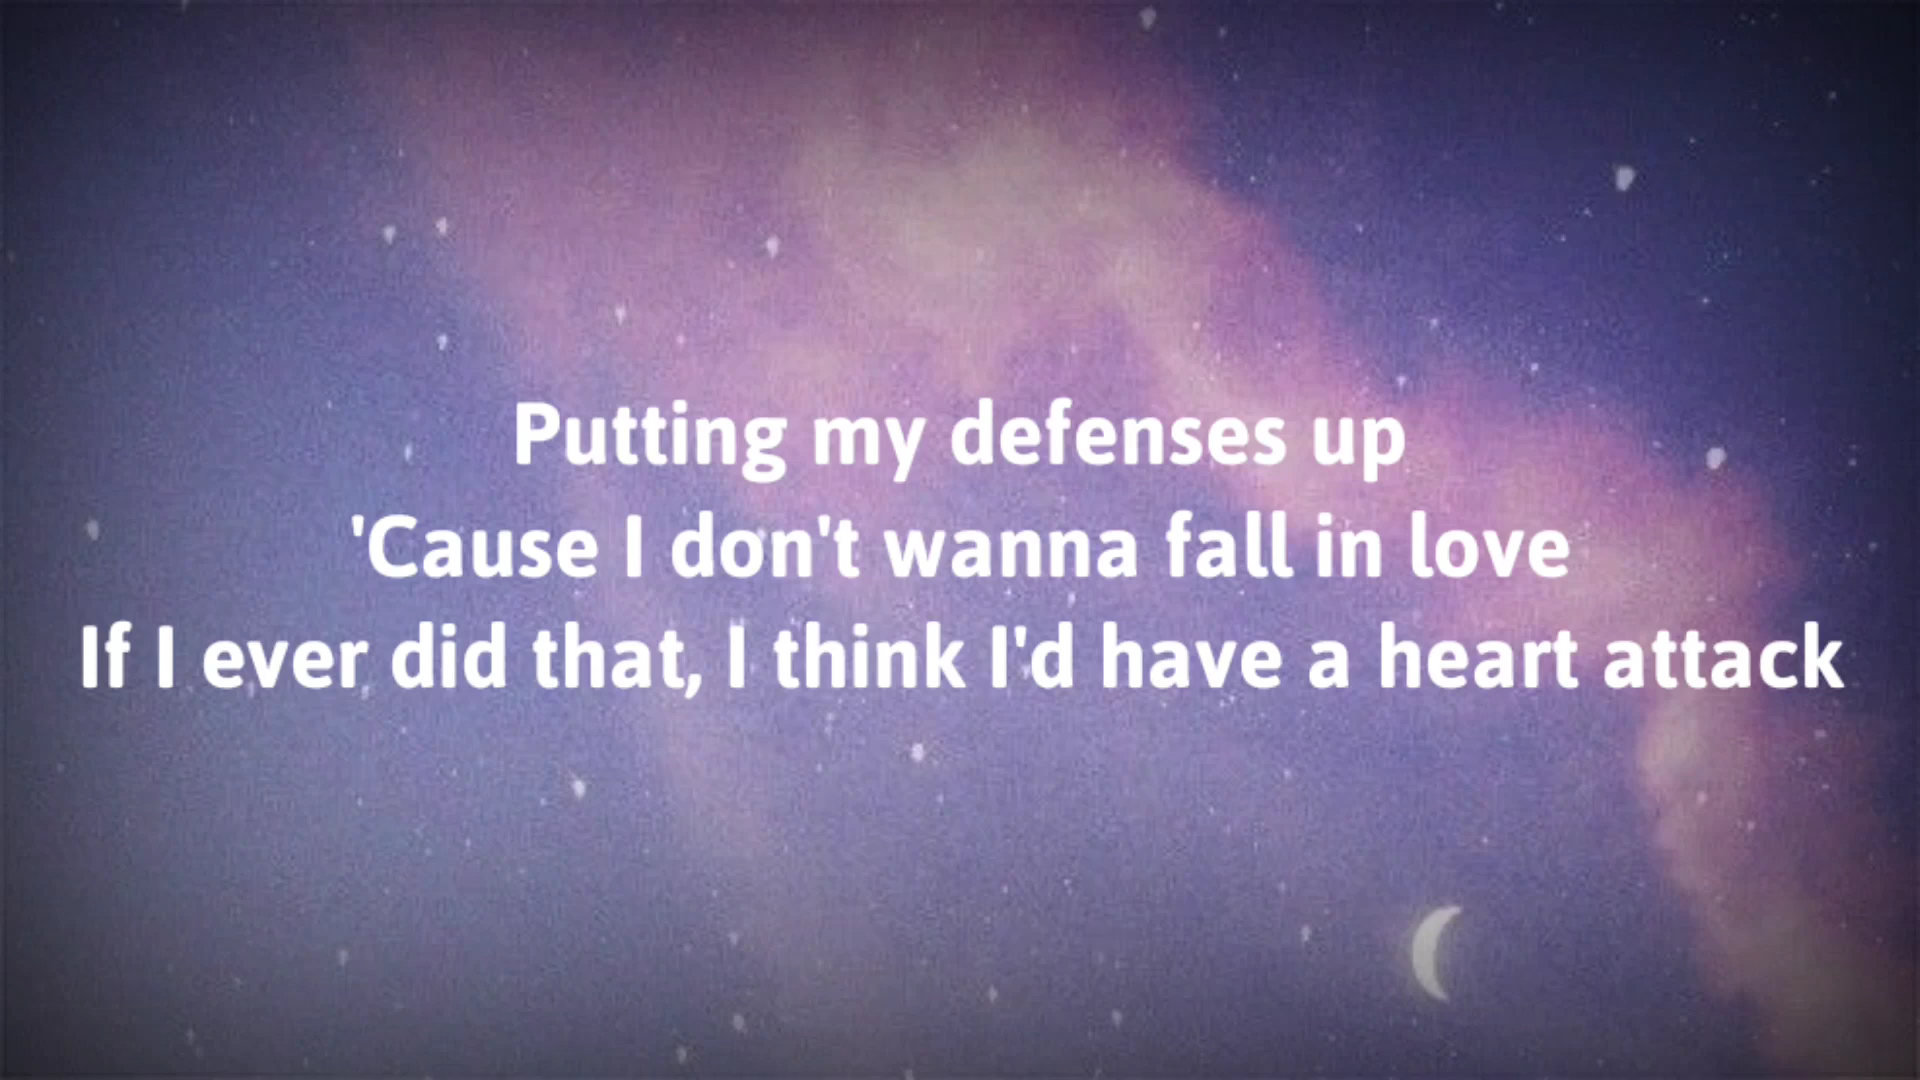 Putting my defenses up
'Cause I don't wanna fall in love
If I ever did that, I think I'd have a heart attack